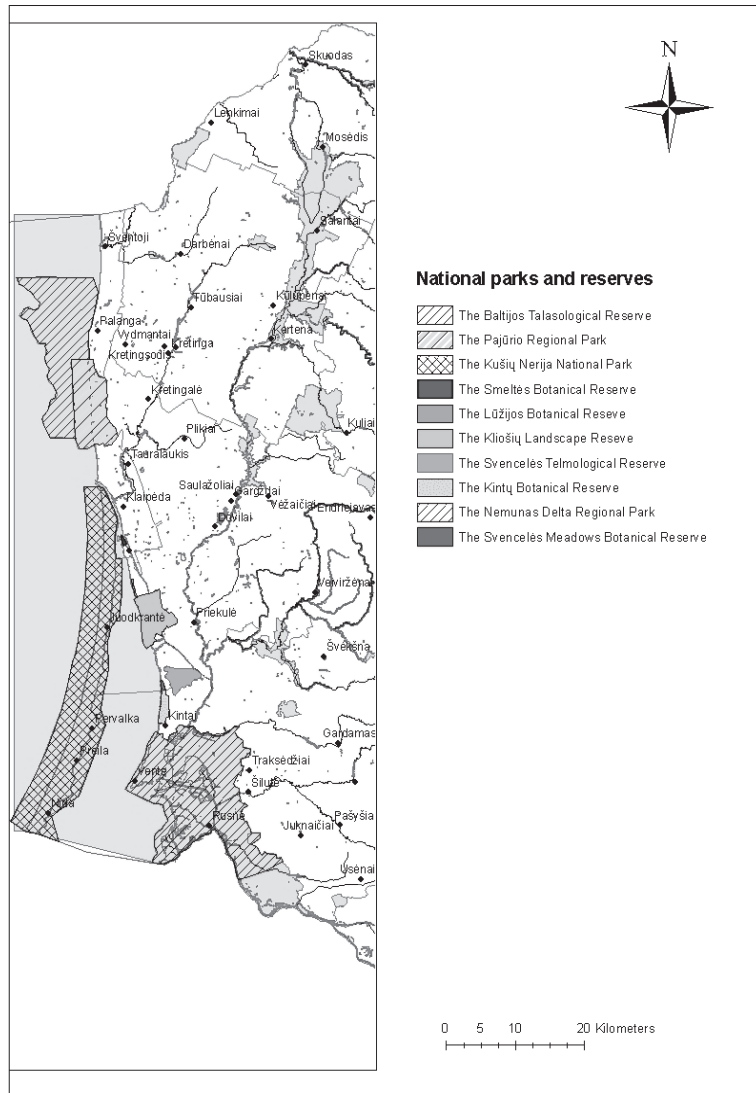 Skuodas
N
Lenkimai
Mosėdis
Salantai
Šventoji
Darbėnai
Tūbausiai
Kūlupėnai
Palanga
Vydmantai
Kretinga
Kartena
Kretingsodis
Kretingalė
Plikiai
Kuliai
Tauralaukis
Saulažoliai
Gargždai
Klaipėda
Vėžaičiai
Endriejavas
Dovilai
Veiviržėnai
Juodkrantė
Priekulė
Švėkšna
Pervalka
Kintai
Gardamas
Preila
Ventė
Traksėdžiai
Šilutė
Nida
Rusnė
Juknaičiai
Pašyšia
Usėnai
National parks and reserves
The Baltijos Talasological Reserve
The Pajūrio Regional Park
The Kušių Nerija National Park
The Smeltės Botanical Reserve
The Lūžijos Botanical Reseve
The Kliošių Landscape Reseve
The Svencelės Telmological Reserve
The Kintų Botanical Reserve
The Nemunas Delta Regional Park
The Svencelės Meadows Botanical Reserve
0 5 10 20 Kilometers